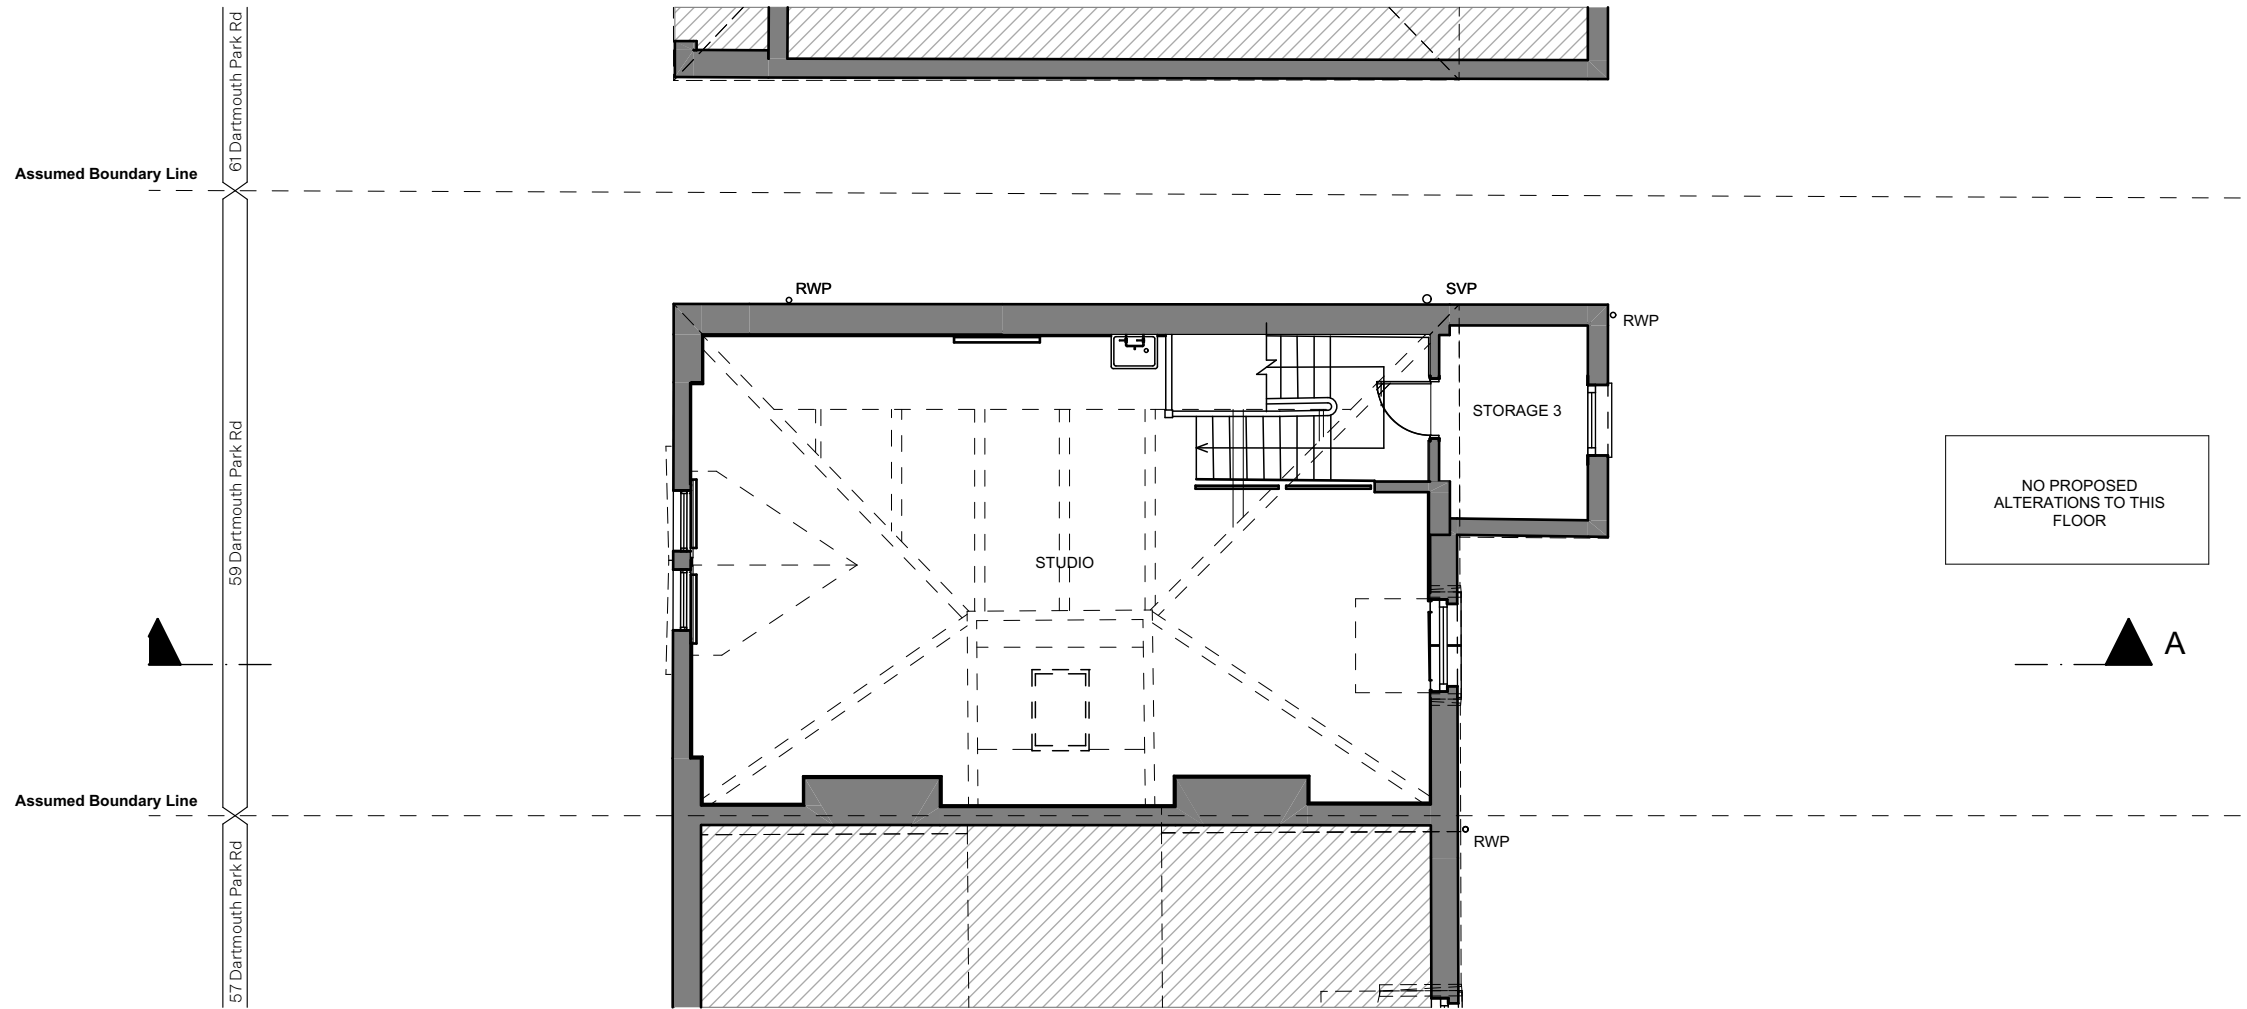 61 Dartmouth Park Rd
Assumed Boundary Line
RWP
SVP
RWP
STORAGE 3
59 Dartmouth Park Rd
NO PROPOSED
ALTERATIONS TO THIS
FLOOR
STUDIO
A
Assumed Boundary Line
RWP
57 Dartmouth Park Rd